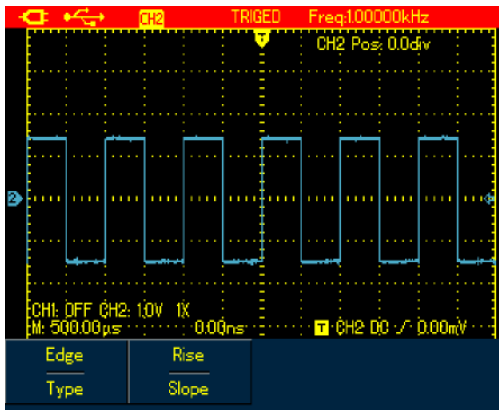 CH2 TRIGED Freq:1.00000kHz
T
CH2 Pos: 0.0div
2
CH1: OFF CH2: 1.0V 1X
M: 500.00µs 0.00ns T CH2 DC 0.00mV
Edge Rise
Type Slope